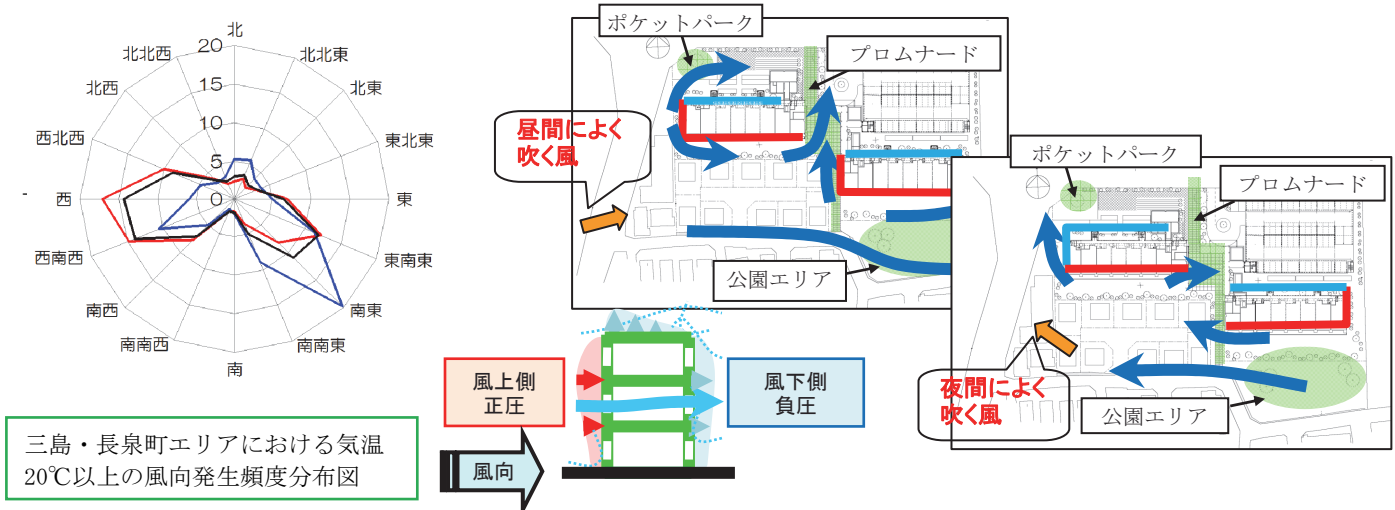 北
北北東
北東
東北東
東
東南東
南東
南南東
南
南南西
南西
西南西
西
西北西
北西
北北西
20
15
10
5
0
-
三島・長泉町エリアにおける気温
20℃以上の風向発生頻度分布図
ポケットパーク
プロムナード
昼間によく
吹く風
公園エリア
風上側
正圧
風下側
負圧
風向
ポケットパーク
プロムナード
夜間によく
吹く風
公園エリア